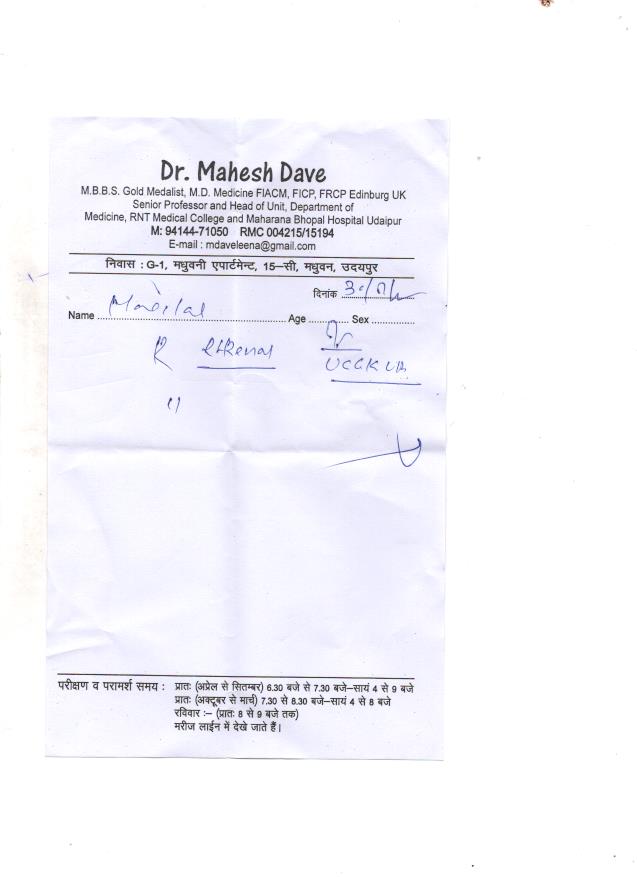 Dr. Mahesh Dave
M.B.B.S. Gold Medalist, M.D. Medicine FIACM, FICP, FRCP Edinburg UK
Senior Professor and Head of Unit, Department of
Medicine, RNT Medical College and Maharana Bhopal Hospital Udaipur
M: 94144-71050 RMC 004215/15194
E-mail : mdaveleena@gmail.com
निवास : G-1, मधुवनी एपार्टमेन्ट, 15–सी, मधुवन, उदयपुर
दिनांक
Name Age Sex
परीक्षण व परामर्श समय : प्रातः (अप्रेल से सितम्बर) 6.30 बजे से 7.30 बजे–सायं 4 से 9 बजे
प्रातः (अक्टूबर से मार्च) 7.30 से 8.30 बजे–सायं 4 से 8 बजे
रविवार :– (प्रातः 8 से 9 बजे तक)
मरीज लाईन में देखे जाते हैं।